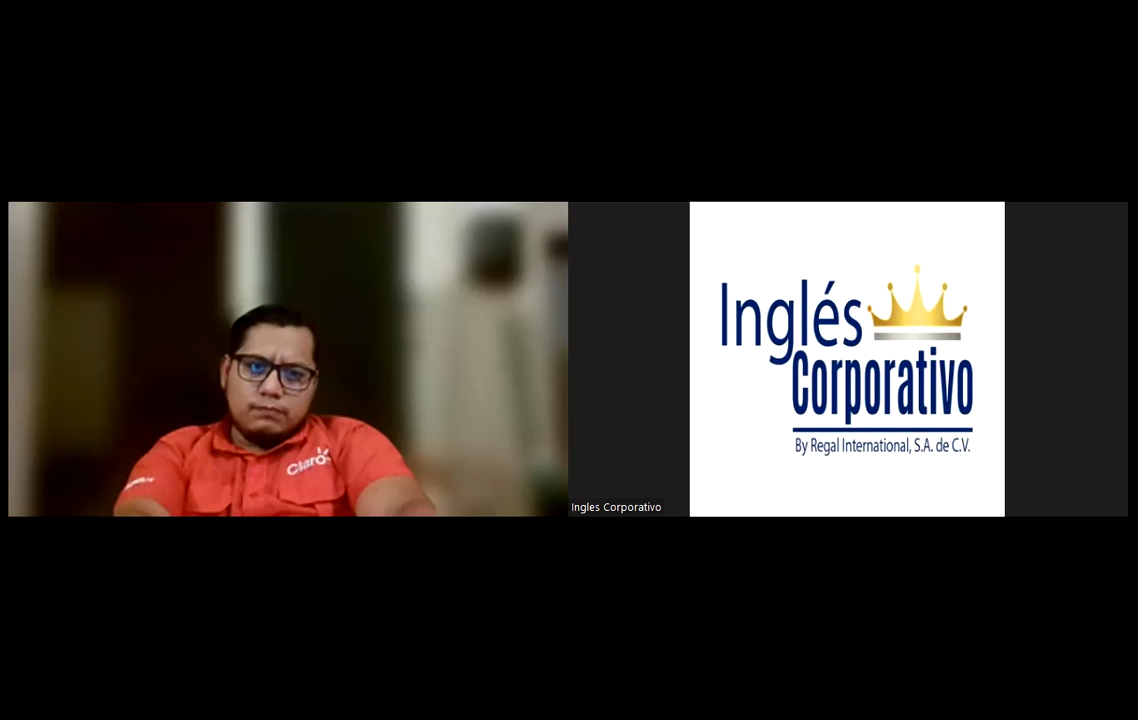 Claro
Inglés
Corporativo
By Regal International, S.A. de C.V.
Ingles Corporativo